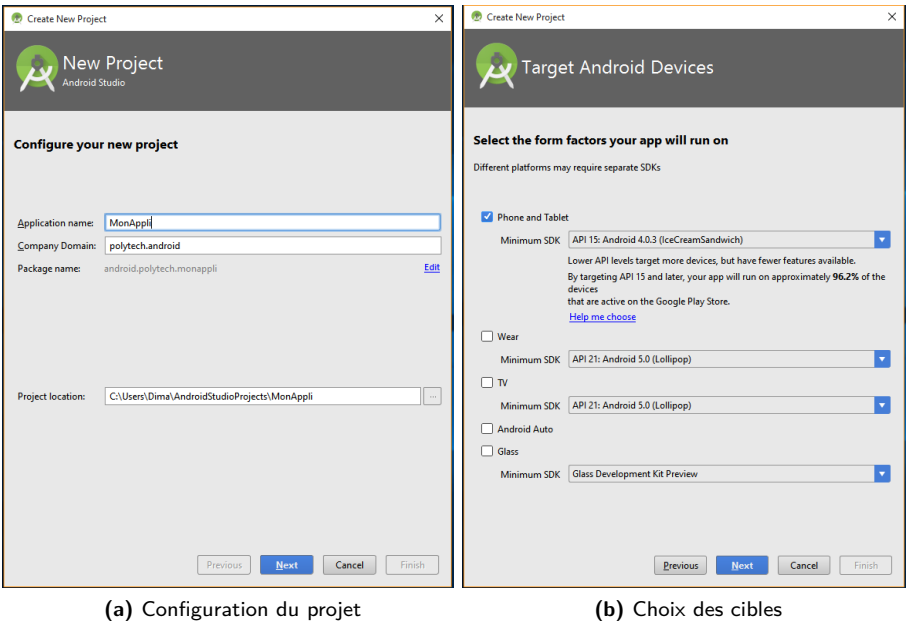 Create New Project
New Project
Android Studio
Configure your new project
Application name: MonAppli
Company Domain: polytech.android
Package name: android.polytech.monappli Edit
Project location: C:\Users\Dima\AndroidStudioProjects\MonAppli ...
Previous Next Cancel Finish
(a) Configuration du projet
Create New Project
Target Android Devices
Select the form factors your app will run on
Different platforms may require separate SDKs
Phone and Tablet
Minimum SDK API 15: Android 4.0.3 (IceCreamSandwich)
Lower API levels target more devices, but have fewer features available.
By targeting API 15 and later, your app will run on approximately 96.2% of the
devices
that are active on the Google Play Store.
Help me choose
Wear
Minimum SDK API 21: Android 5.0 (Lollipop)
TV
Minimum SDK API 21: Android 5.0 (Lollipop)
Android Auto
Glass
Minimum SDK Glass Development Kit Preview
Previous Next Cancel Finish
(b) Choix des cibles